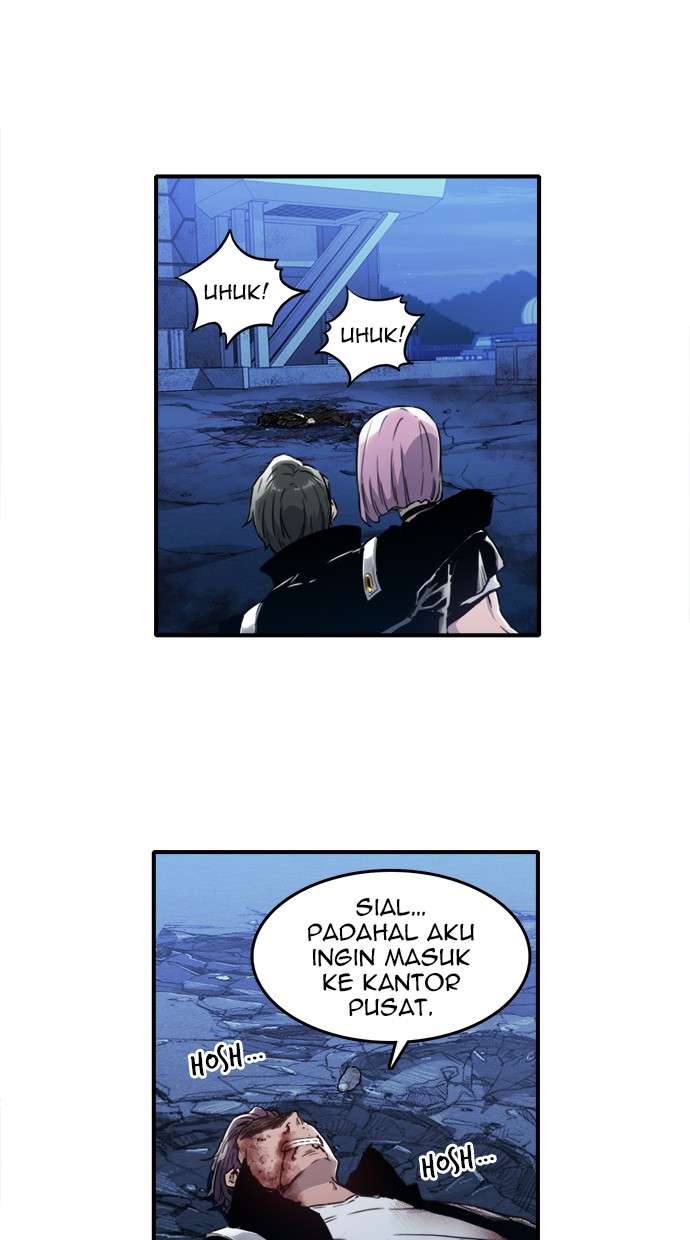 UHUK!
UHUK!
SIAL...
PADAHAL AKU
INGIN MASUK
KE KANTOR
PUSAT.
HOSH...
HOSH...